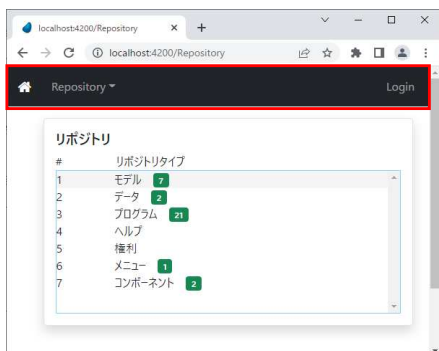 localhost:4200/Repository
localhost:4200/Repository
Repository Login
リポジトリ
# リポジトリタイプ
1 モデル 7
2 データ 2
3 プログラム 21
4 ヘルプ
5 権利
6 メニュー 1
7 コンポーネント 2